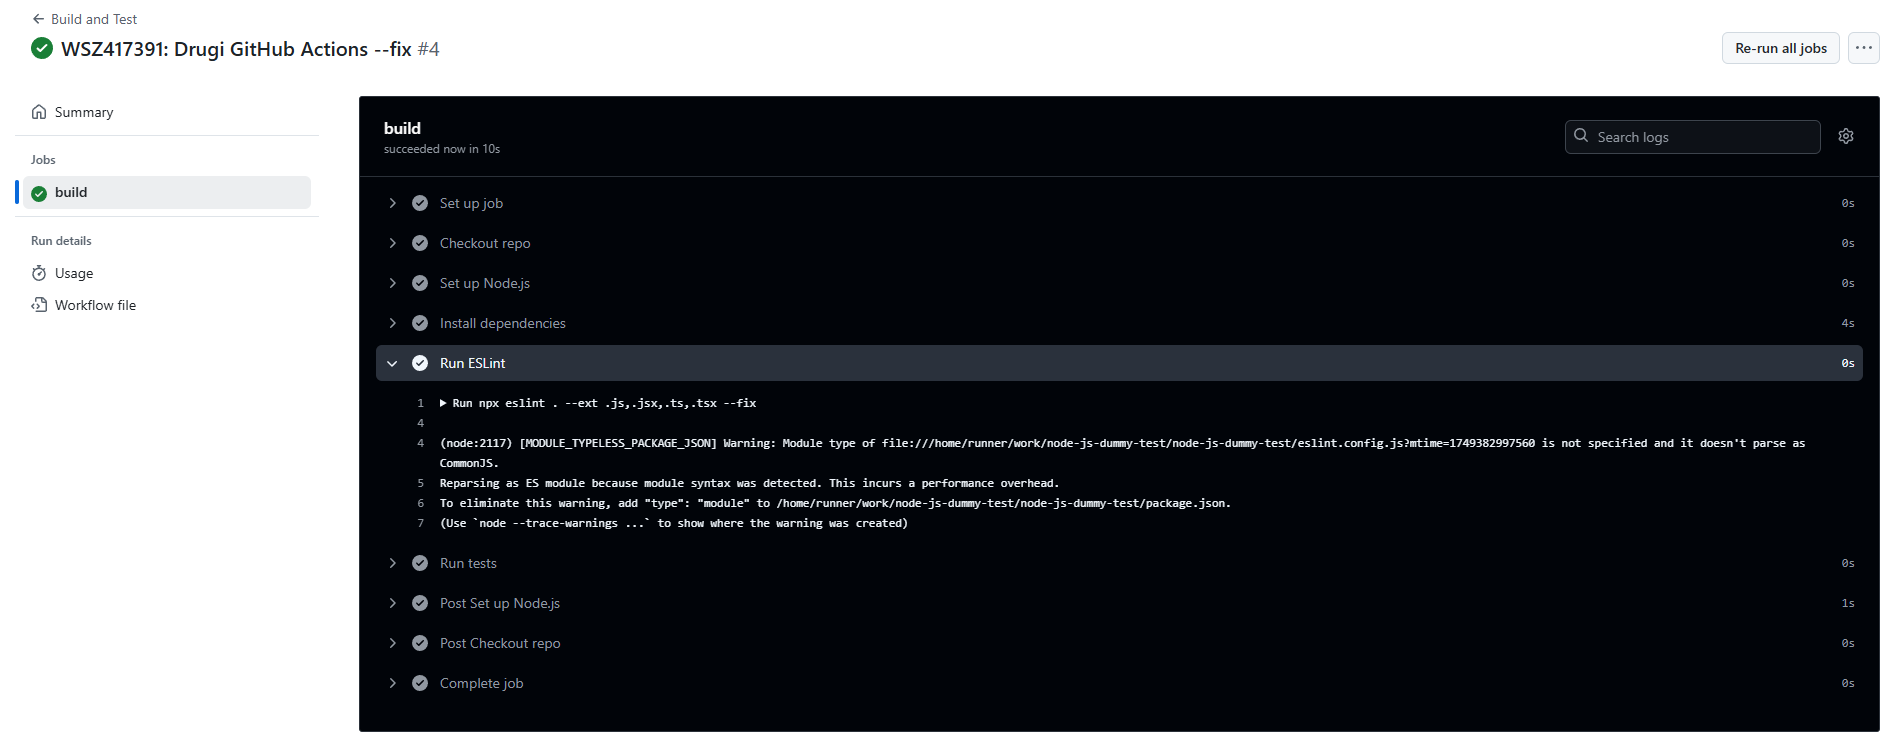 Build and Test
WSZ417391: Drugi GitHub Actions --fix #4
Re-run all jobs
Summary
Jobs
build
Run details
Usage
Workflow file
build
succeeded now in 10s
Search logs
Set up job 0s
Checkout repo 0s
Set up Node.js 0s
Install dependencies 4s
Run ESLint 0s
1 Run npx eslint . --ext .js,.jsx,.ts,.tsx --fix
4
4 (node:2117) [MODULE_TYPELESS_PACKAGE_JSON] Warning: Module type of file:///home/runner/work/node-js-dummy-test/node-js-dummy-test/eslint.config.js?mtime=1749382997560 is not specified and it doesn't parse as
CommonJS.
5 Reparsing as ES module because module syntax was detected. This incurs a performance overhead.
6 To eliminate this warning, add "type": "module" to /home/runner/work/node-js-dummy-test/node-js-dummy-test/package.json.
7 (Use `node --trace-warnings ...` to show where the warning was created)
Run tests 0s
Post Set up Node.js 1s
Post Checkout repo 0s
Complete job 0s